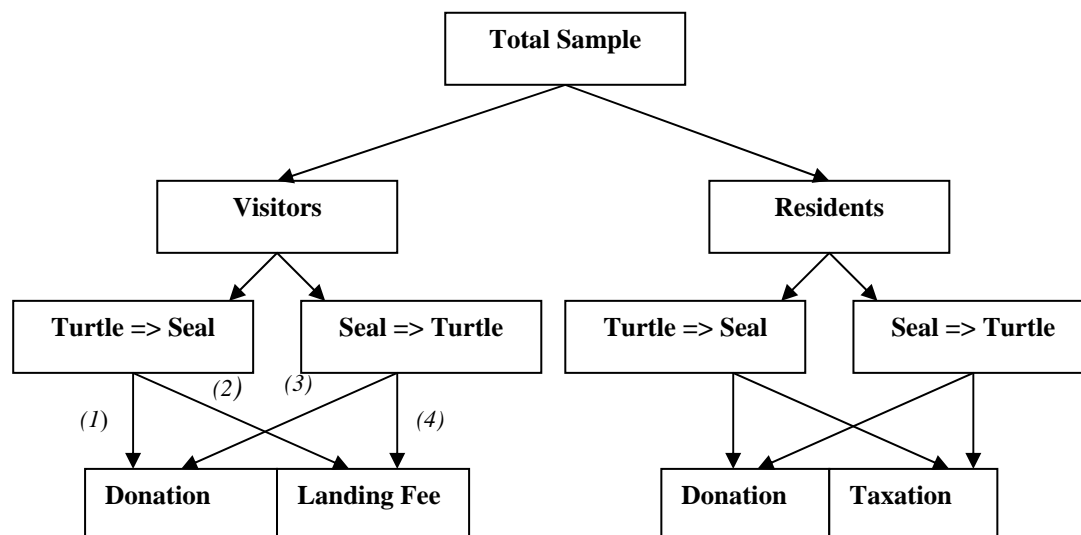 Total Sample
Visitors
Residents
Turtle => Seal
Seal => Turtle
Turtle => Seal
Seal => Turtle
(1)
(2)
(3)
(4)
Donation
Landing Fee
Donation
Taxation